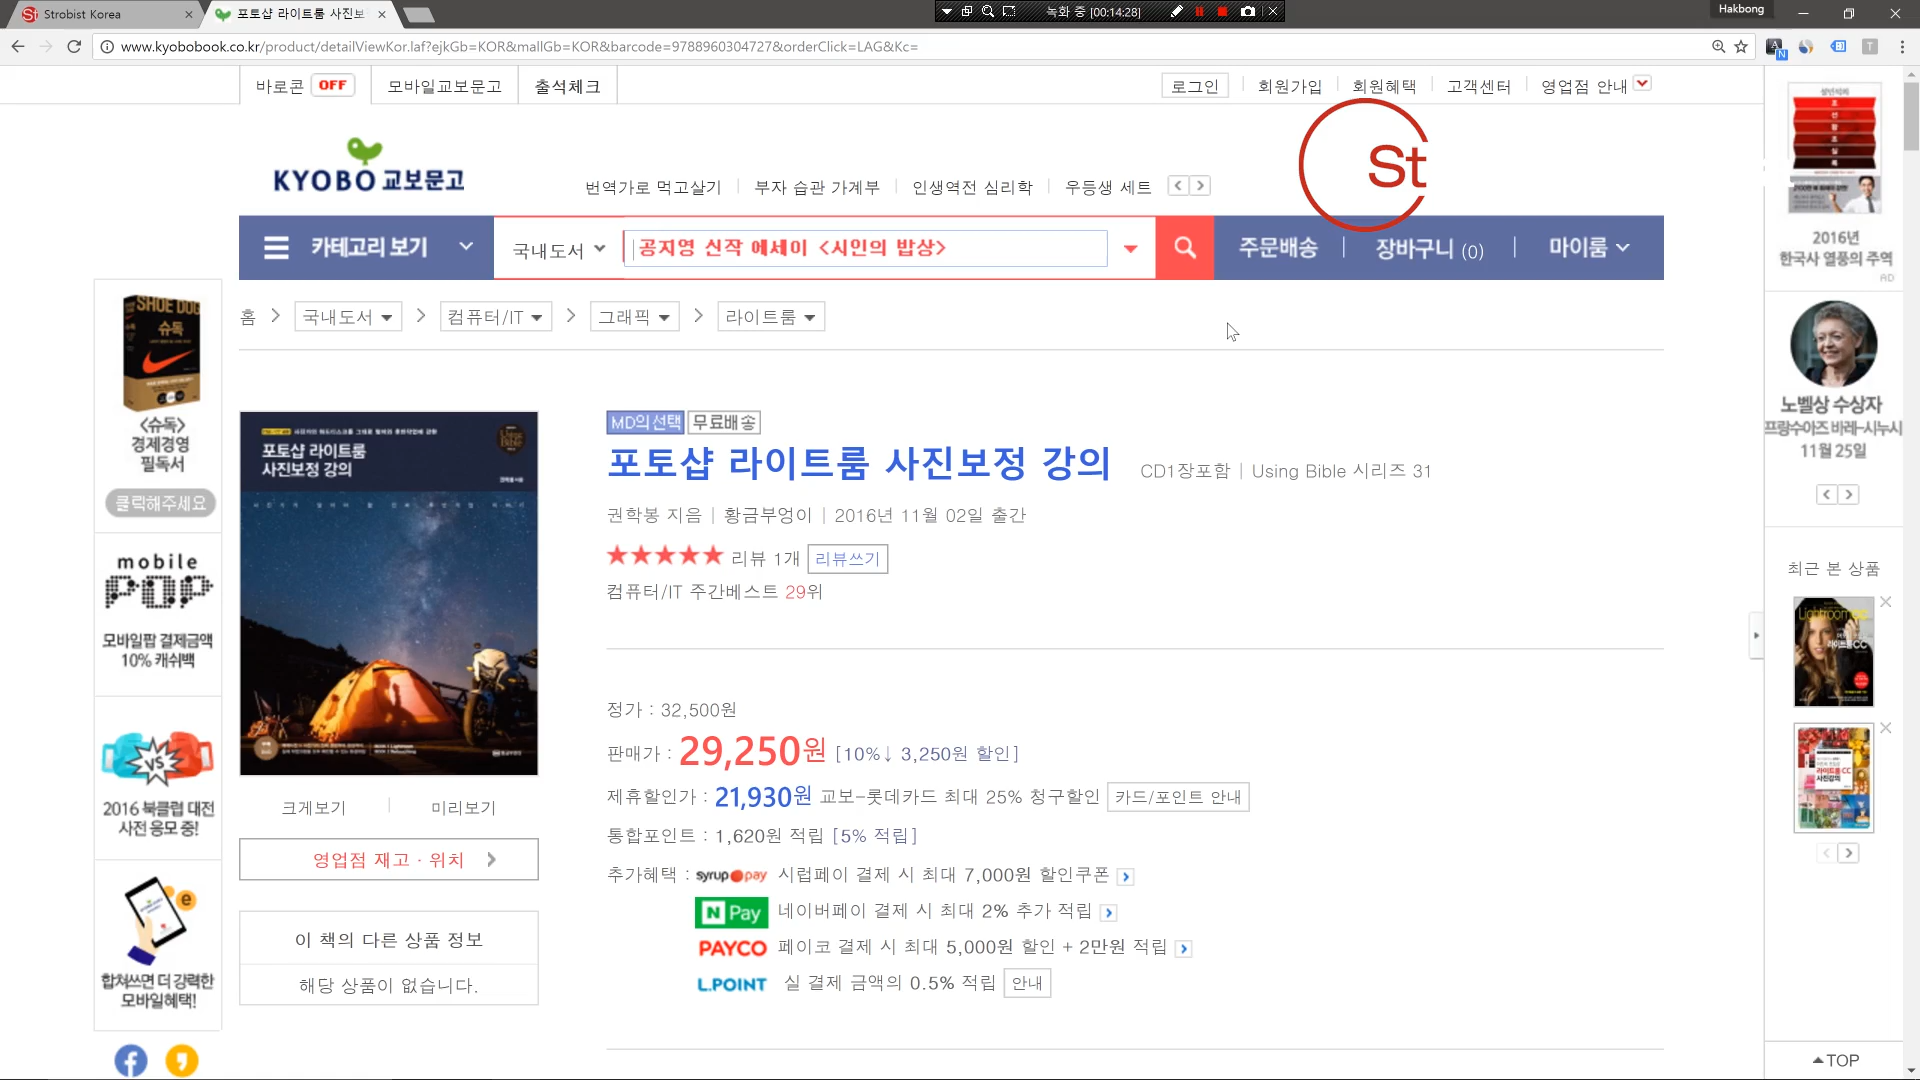 Strobist Korea
포토샵 라이트룸 사진보
녹화 중 [00:14:28]
Hakbong
www.kyobobook.co.kr/product/detailViewKor.laf?ejkGb=KOR&mallGb=KOR&barcode=9788960304727&orderClick=LAG&Kc=
바로콘 OFF 모바일교보문고 출석체크
로그인 회원가입 회원혜택 고객센터 영업점 안내
KYOBO 교보문고
번역가로 먹고살기 부자 습관 가계부 인생역전 심리학 우등생 세트
St
카테고리 보기 국내도서 공지영 신작 에세이 <시인의 밥상> 주문배송 장바구니 (0) 마이룸
홈 > 국내도서 > 컴퓨터/IT > 그래픽 > 라이트룸
SHOE DOG
슈독
<슈독>
경제경영
필독서
클릭해주세요
mobile
POP
모바일팝 결제금액
10% 캐쉬백
VS
2016 북클럽 대전
사전 응모 중!
합쳐쓰면 더 강력한
모바일혜택!
포토샵 라이트룸
사진보정 강의
크게보기 미리보기
영업점 재고 · 위치
이 책의 다른 상품 정보
해당 상품이 없습니다.
MD의선택 무료배송
포토샵 라이트룸 사진보정 강의 CD1장포함 | Using Bible 시리즈 31
권학봉 지음 | 황금부엉이 | 2016년 11월 02일 출간
리뷰 1개 리뷰쓰기
컴퓨터/IT 주간베스트 29위
정가 : 32,500원
판매가 : 29,250원 [10%↓ 3,250원 할인]
제휴할인가 : 21,930원 교보-롯데카드 최대 25% 청구할인 카드/포인트 안내
통합포인트 : 1,620원 적립 [5% 적립]
추가혜택 : syrup pay 시럽페이 결제 시 최대 7,000원 할인쿠폰
N Pay 네이버페이 결제 시 최대 2% 추가 적립
PAYCO 페이코 결제 시 최대 5,000원 할인 + 2만원 적립
L.POINT 실 결제 금액의 0.5% 적립 안내
2016년
한국사 열풍의 주역
AD
노벨상 수상자
프랑수아즈 바레-시누시
11월 25일
최근 본 상품
라이트룸CC
라이트룸CC
사진강의
TOP